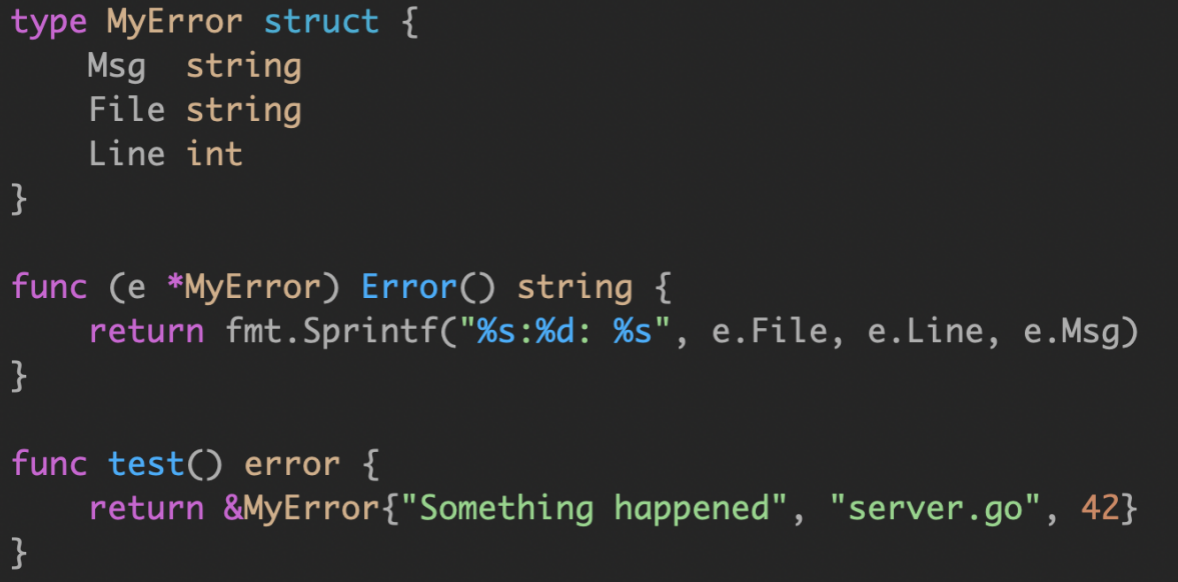 type MyError struct {
    Msg  string
    File string
    Line int
}

func (e *MyError) Error() string {
    return fmt.Sprintf("%s:%d: %s", e.File, e.Line, e.Msg)
}

func test() error {
    return &MyError{"Something happened", "server.go", 42}
}